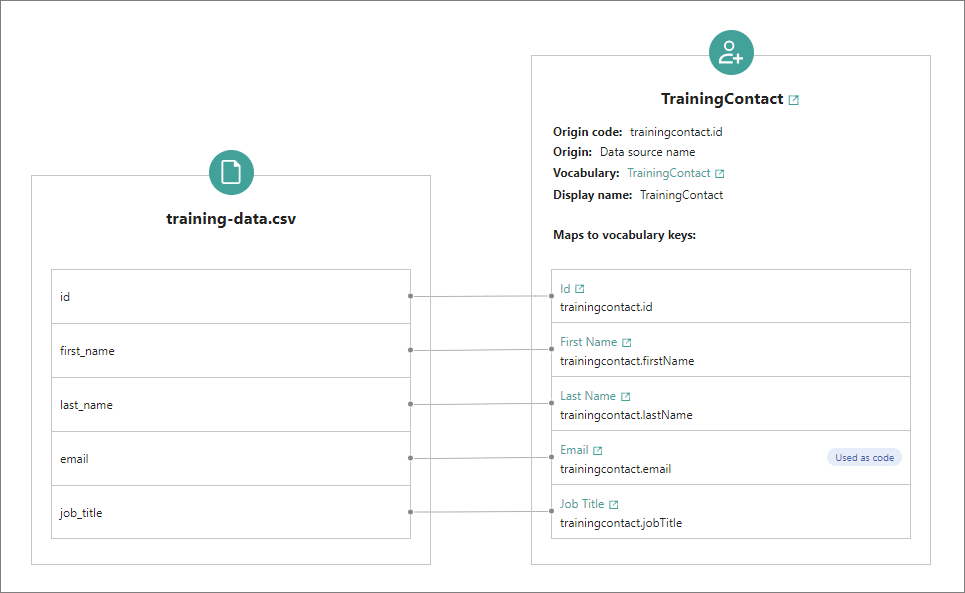 training-data.csv
id
first_name
last_name
email
job_title
TrainingContact
Origin code: trainingcontact.id
Origin: Data source name
Vocabulary: TrainingContact
Display name: TrainingContact
Maps to vocabulary keys:
Id
trainingcontact.id
First Name
trainingcontact.firstName
Last Name
trainingcontact.lastName
Email
trainingcontact.email
Used as code
Job Title
trainingcontact.jobTitle